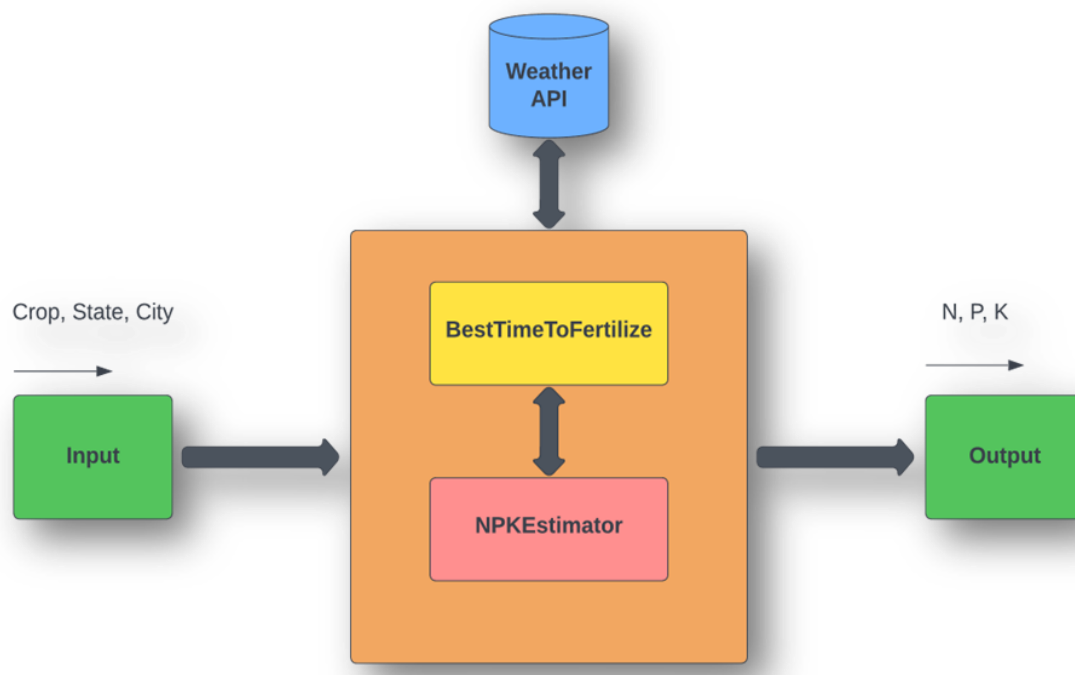 Weather
API
Crop, State, City
N, P, K
BestTimeToFertilize
Input
Output
NPKEstimator